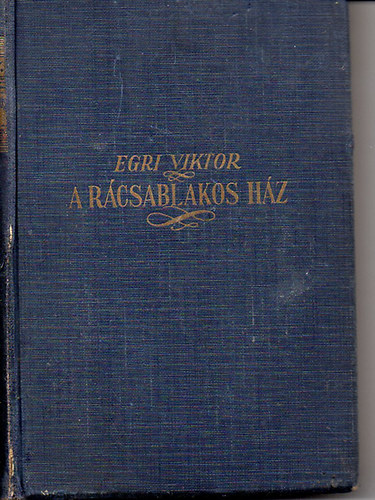 EGRI VIKTOR
A RÁCSABLAKOS HÁZ